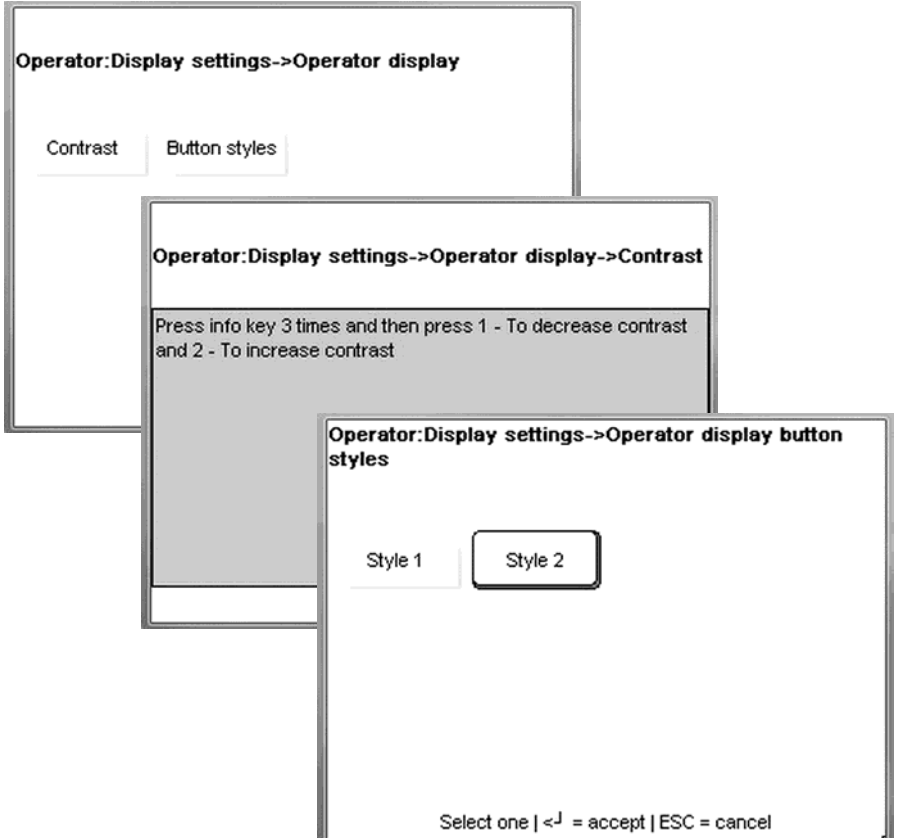 Operator:Display settings->Operator display
Contrast Button styles
Operator:Display settings->Operator display->Contrast
Press info key 3 times and then press 1 - To decrease contrast
and 2 - To increase contrast
Operator:Display settings->Operator display button
styles
Style 1 Style 2
Select one | <┘ = accept | ESC = cancel